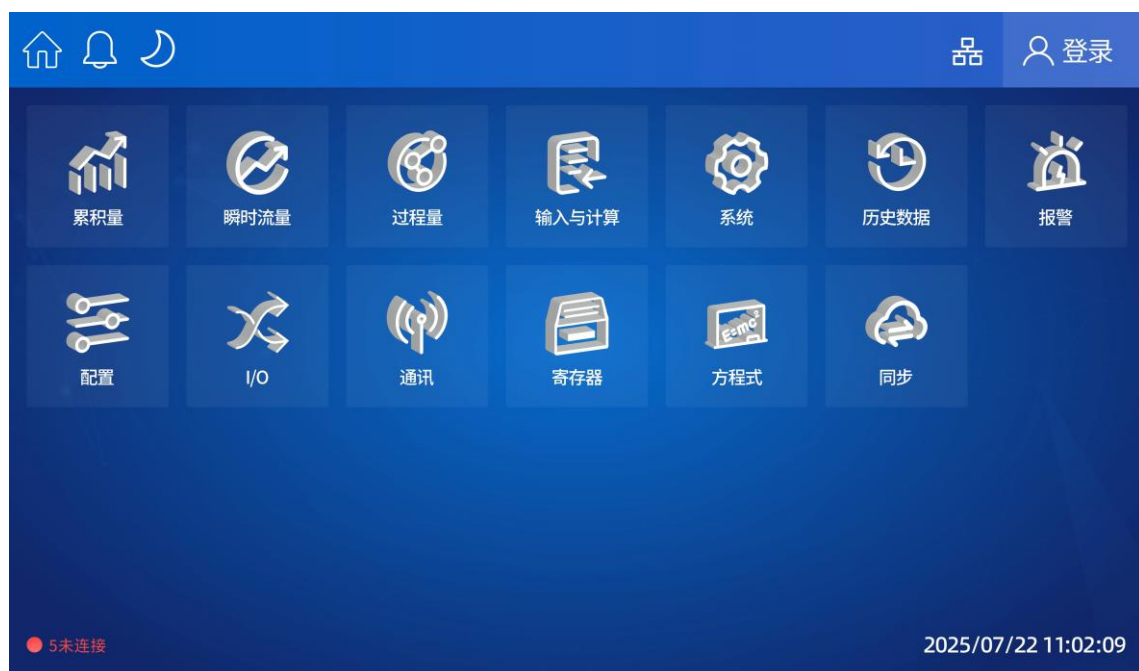 登录
累积量
瞬时流量
过程量
输入与计算
系统
历史数据
报警
配置
I/O
通讯
寄存器
E=mc²
方程式
同步
5未连接
2025/07/22 11:02:09